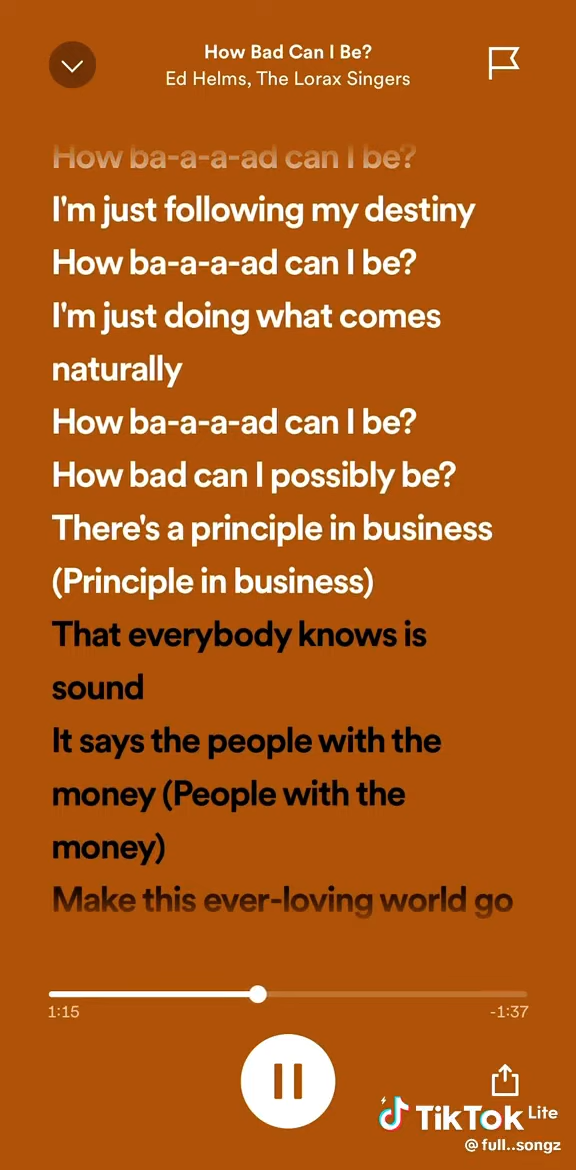 How Bad Can I Be?
Ed Helms, The Lorax Singers
How ba-a-a-ad can I be?
I'm just following my destiny
How ba-a-a-ad can I be?
I'm just doing what comes
naturally
How ba-a-a-ad can I be?
How bad can I possibly be?
There's a principle in business
(Principle in business)
That everybody knows is
sound
It says the people with the
money (People with the
money)
Make this ever-loving world go
1:15
-1:37
TikTok Lite
@full..songz